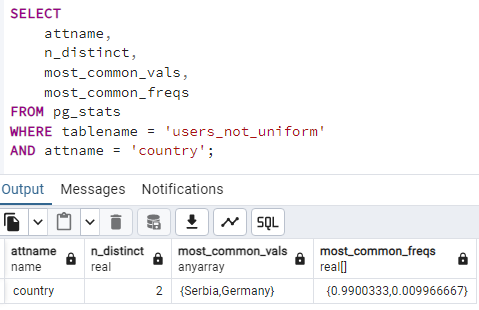 SELECT
attname,
n_distinct,
most_common_vals,
most_common_freqs
FROM pg_stats
WHERE tablename = 'users_not_uniform'
AND attname = 'country';
Output Messages Notifications
SQL
attname n_distinct most_common_vals most_common_freqs
name real anyarray real[]
country 2 {Serbia,Germany} {0.9900333,0.009966667}